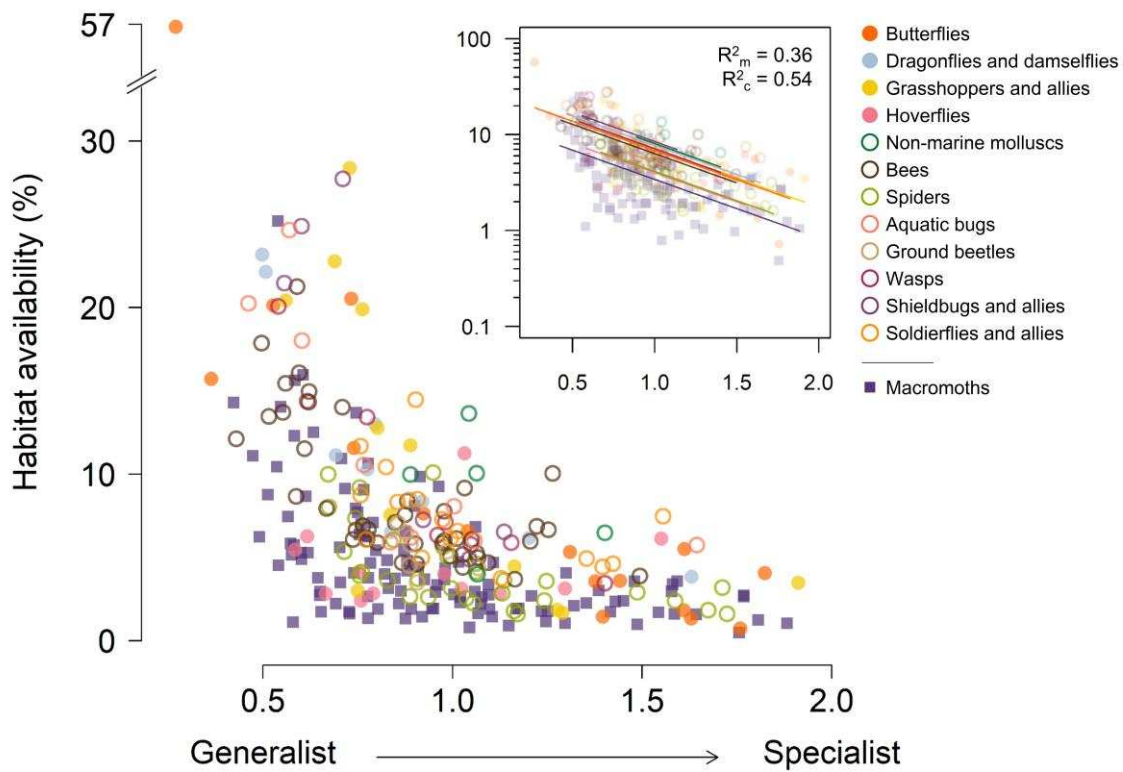 57
30
20
10
0
Habitat availability (%)
0.5 1.0 1.5 2.0
Generalist Specialist
100
10
1
0.1
0.5 1.0 1.5 2.0
R²m = 0.36
R²c = 0.54
Butterflies
Dragonflies and damselflies
Grasshoppers and allies
Hoverflies
Non-marine molluscs
Bees
Spiders
Aquatic bugs
Ground beetles
Wasps
Shieldbugs and allies
Soldierflies and allies
Macromoths